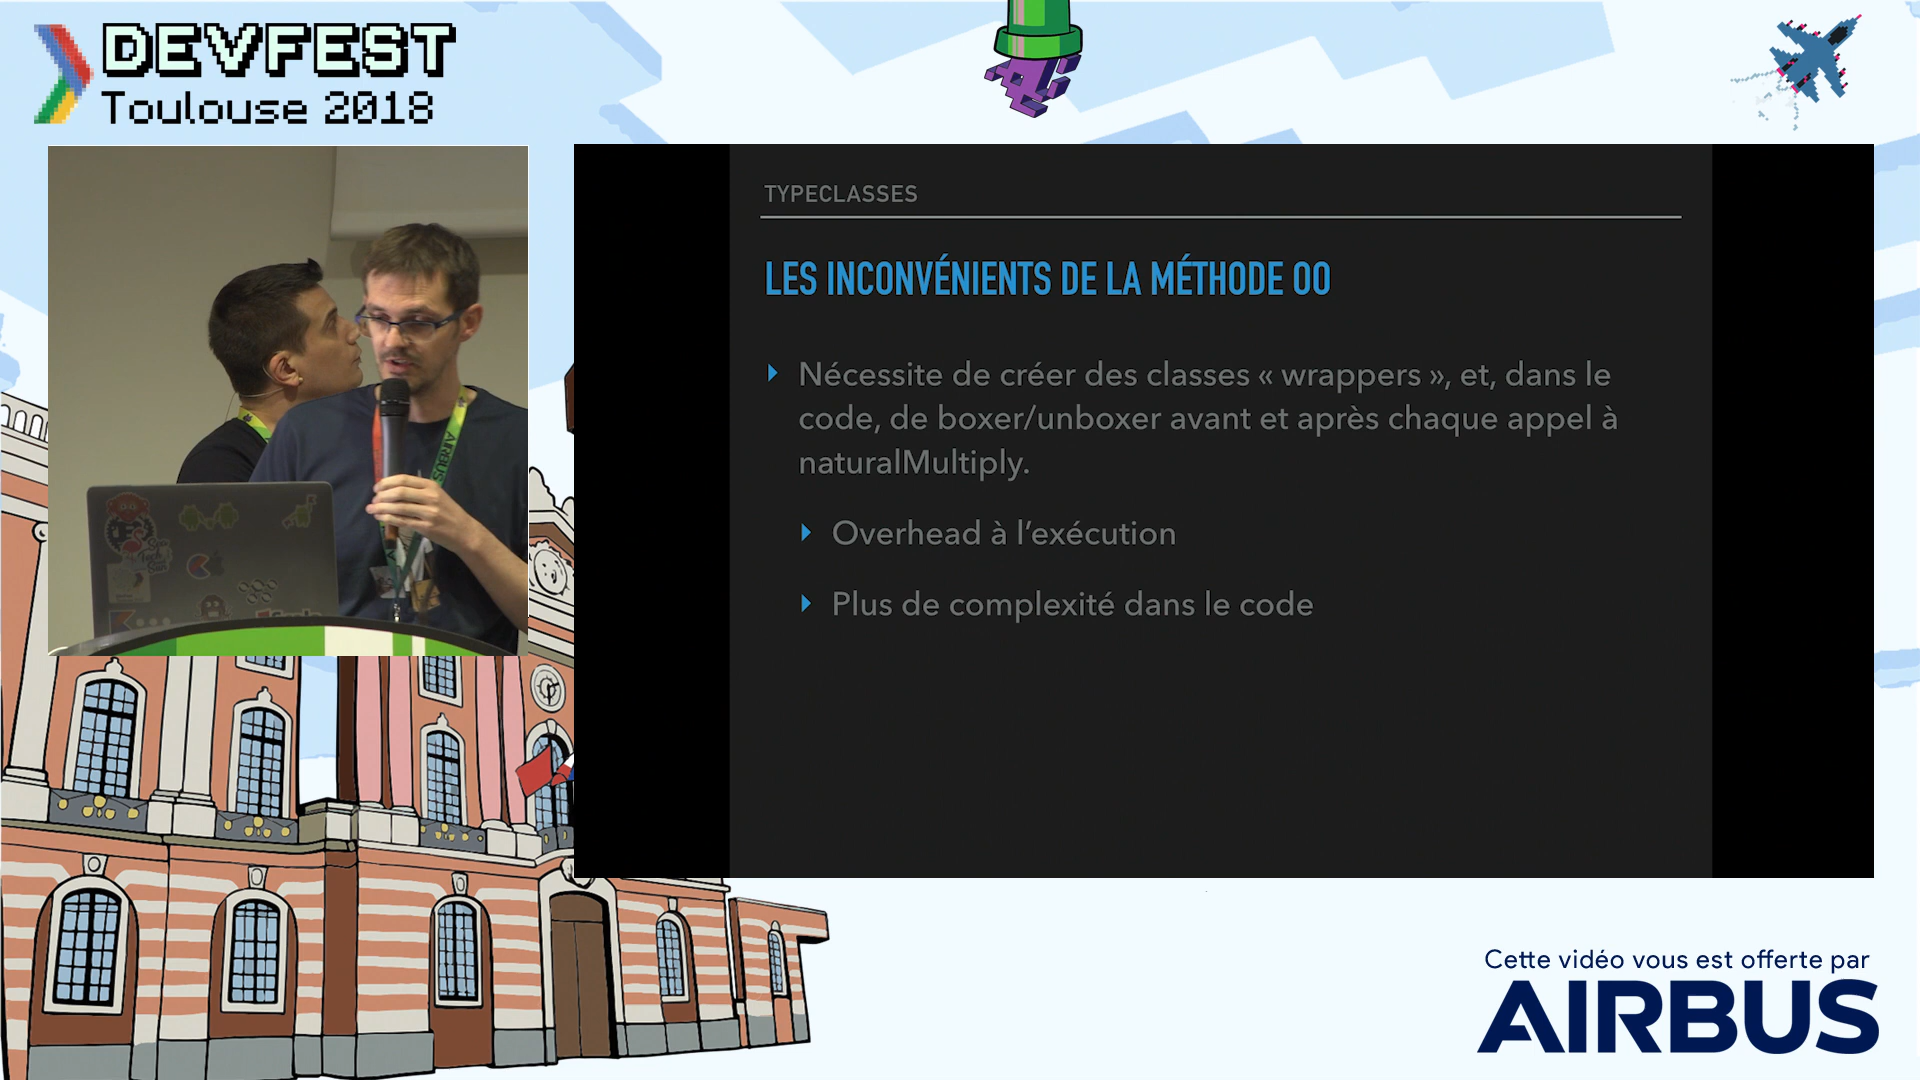 DEVFEST
Toulouse 2018
TYPECLASSES
LES INCONVÉNIENTS DE LA MÉTHODE OO
Nécessite de créer des classes « wrappers », et, dans le
code, de boxer/unboxer avant et après chaque appel à
naturalMultiply.
Overhead à l’exécution
Plus de complexité dans le code
AIRBUS
Cette vidéo vous est offerte par
AIRBUS